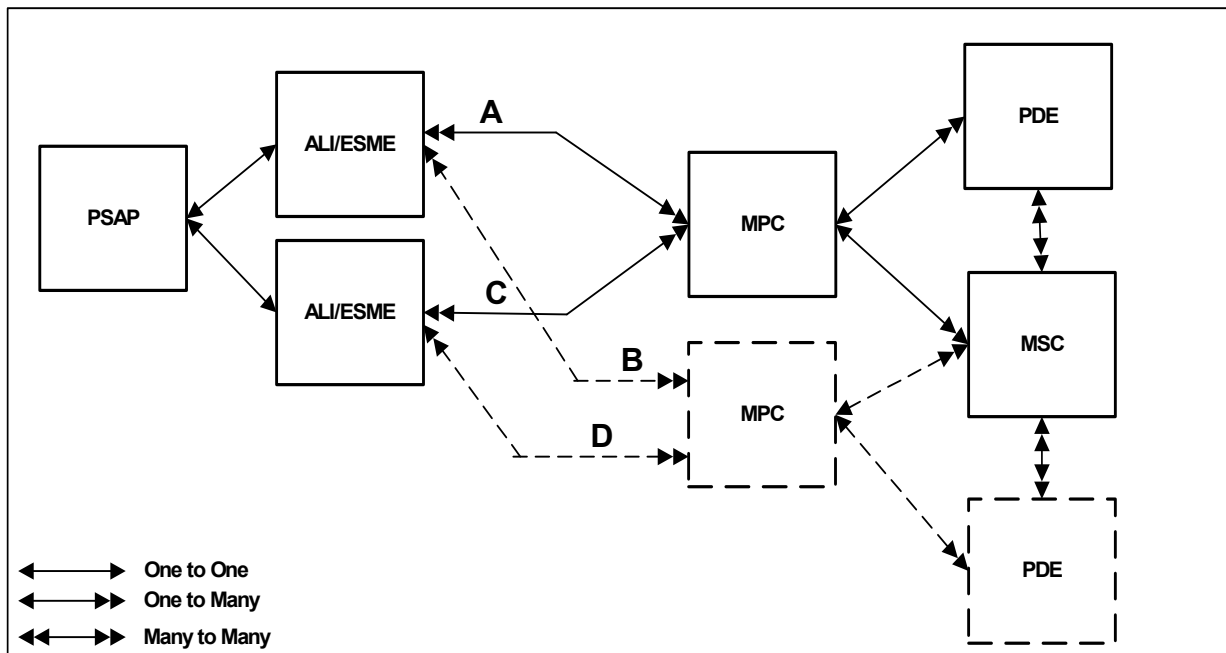 A
PDE
ALI/ESME
PSAP
MPC
C
ALI/ESME
MSC
B
MPC
D
PDE
One to One
One to Many
Many to Many